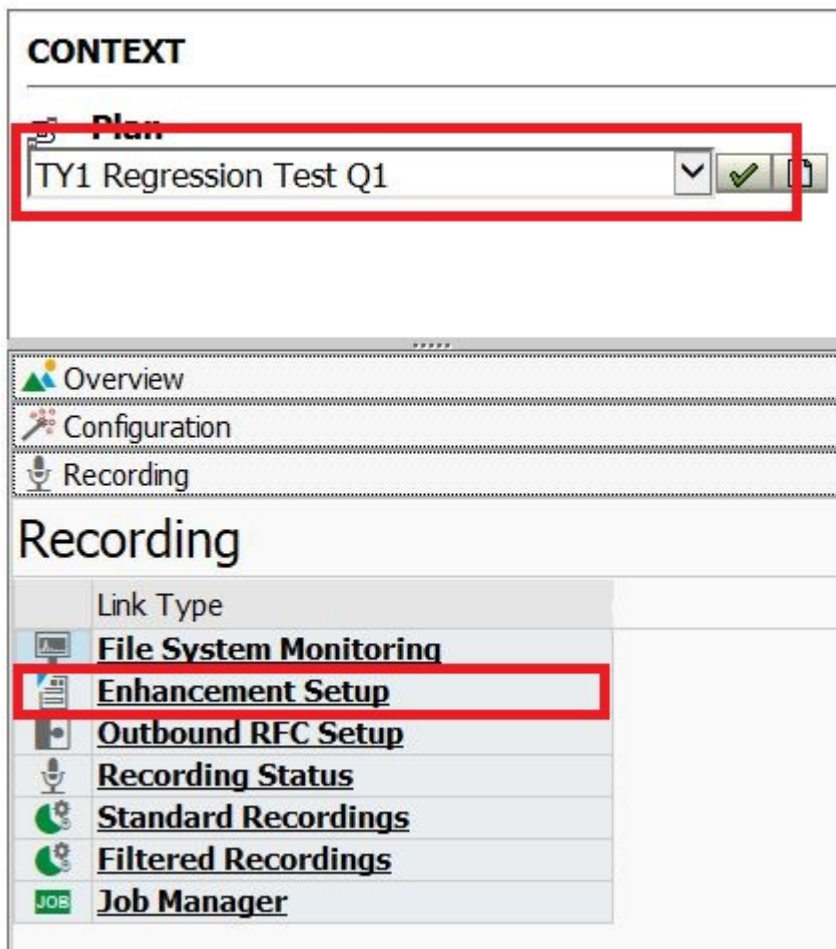 CONTEXT
Plan
TY1 Regression Test Q1
Overview
Configuration
Recording
Recording
Link Type
File System Monitoring
Enhancement Setup
Outbound RFC Setup
Recording Status
Standard Recordings
Filtered Recordings
JOB Job Manager